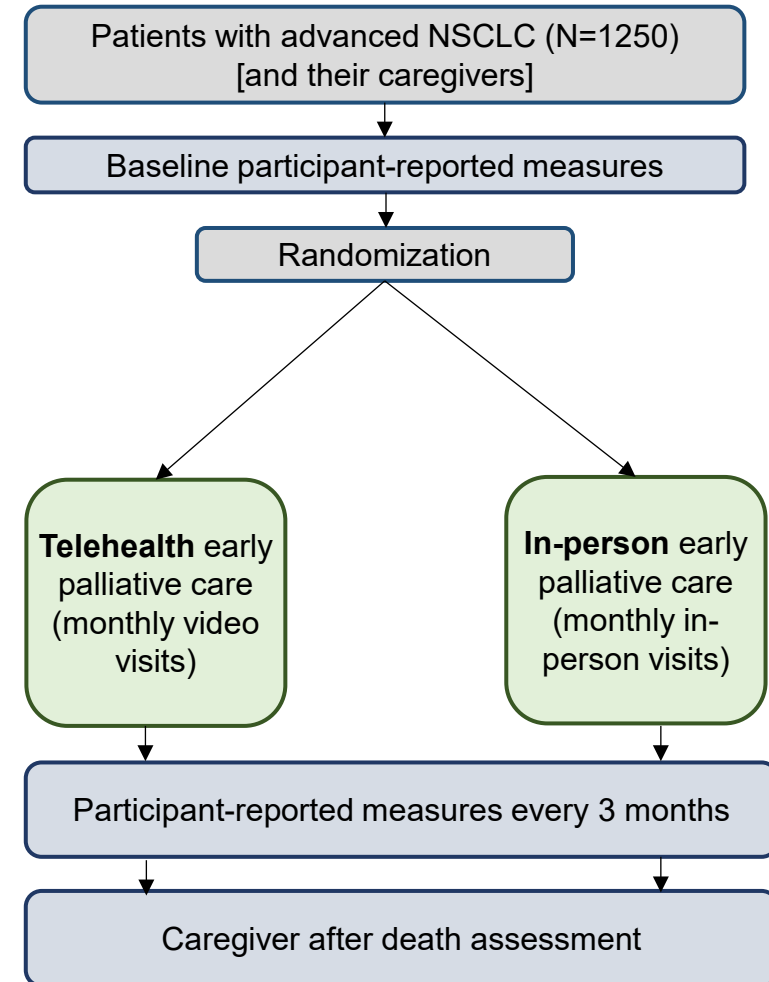 Patients with advanced NSCLC (N=1250)
[and their caregivers]
Baseline participant-reported measures
Randomization
Telehealth early
palliative care
(monthly video
visits)
In-person early
palliative care
(monthly in-
person visits)
Participant-reported measures every 3 months
Caregiver after death assessment